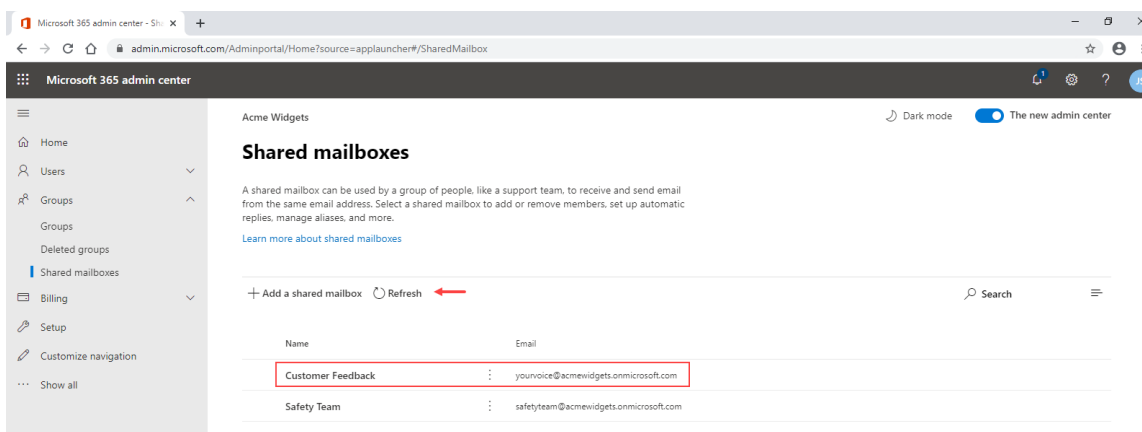 Microsoft 365 admin center - Sh
admin.microsoft.com/Adminportal/Home?source=applauncher#/SharedMailbox
Microsoft 365 admin center
1
?
JS
Acme Widgets
Dark mode
The new admin center
Home
Users
Groups
Groups
Deleted groups
Shared mailboxes
Billing
Setup
Customize navigation
Show all
Shared mailboxes
A shared mailbox can be used by a group of people, like a support team, to receive and send email
from the same email address. Select a shared mailbox to add or remove members, set up automatic
replies, manage aliases, and more.
Learn more about shared mailboxes
Add a shared mailbox
Refresh
Search
Name
Email
Customer Feedback
yourvoice@acmewidgets.onmicrosoft.com
Safety Team
safetyteam@acmewidgets.onmicrosoft.com